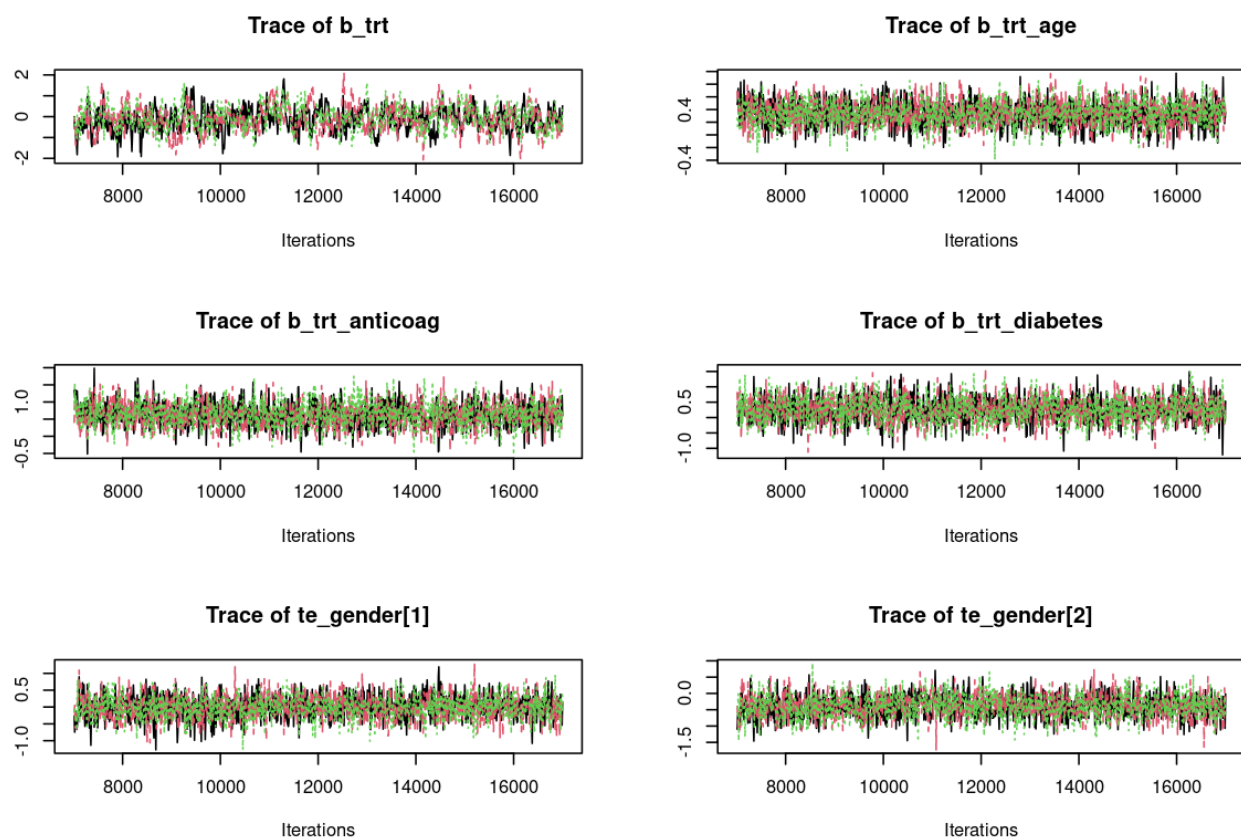 Trace of b_trt
Trace of b_trt_age
2
0
-2
0.4
-0.4
8000 10000 12000 14000 16000
8000 10000 12000 14000 16000
Iterations
Iterations
Trace of b_trt_anticoag
Trace of b_trt_diabetes
1.0
-0.5
0.5
-1.0
8000 10000 12000 14000 16000
8000 10000 12000 14000 16000
Iterations
Iterations
Trace of te_gender[1]
Trace of te_gender[2]
0.5
-1.0
0.0
-1.5
8000 10000 12000 14000 16000
8000 10000 12000 14000 16000
Iterations
Iterations